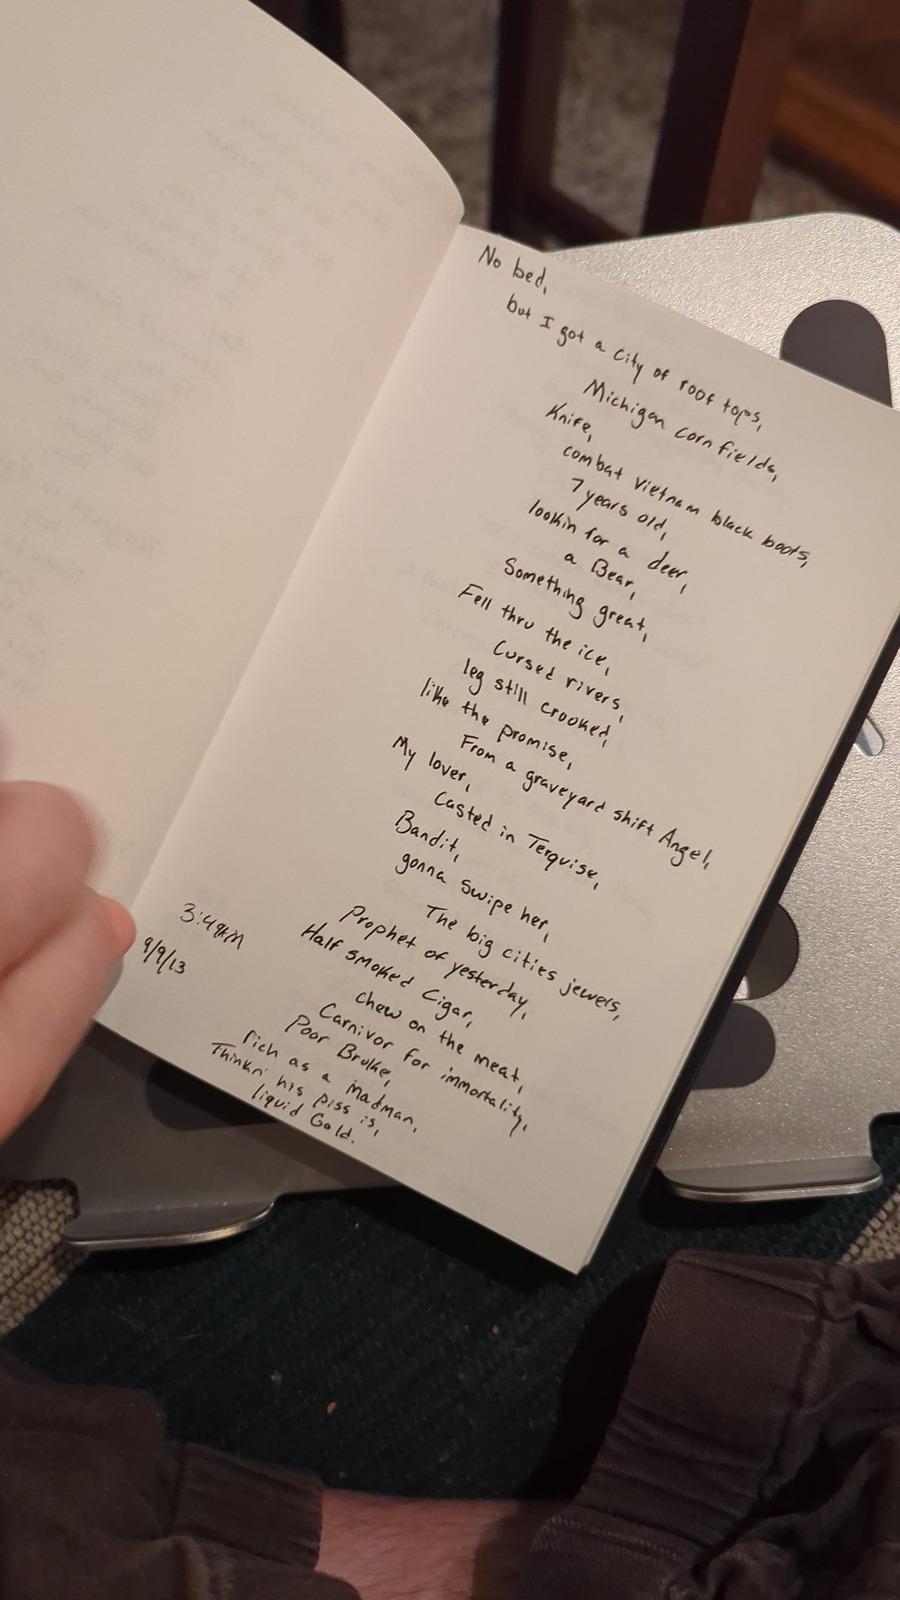 No bed,
but I got a city of roof tops,
Michigan corn fields,
Knife,
combat vietnam black boots,
7 years old,
lookin for a deer,
a Bear,
Something great,
Fell thru the ice,
Cursed rivers,
leg still crooked,
like the promise,
From a graveyard shift Angel,
My lover,
Casted in Terquise,
Bandit,
gonna swipe her,
The big cities jewels,
Prophet of yesterday,
Half smoked Cigar,
chew on the meat,
Carnivor for immortality,
Poor Broke,
rich as a madman,
Thinkn' his piss is,
liquid Gold.
3:49AM
9/9/13